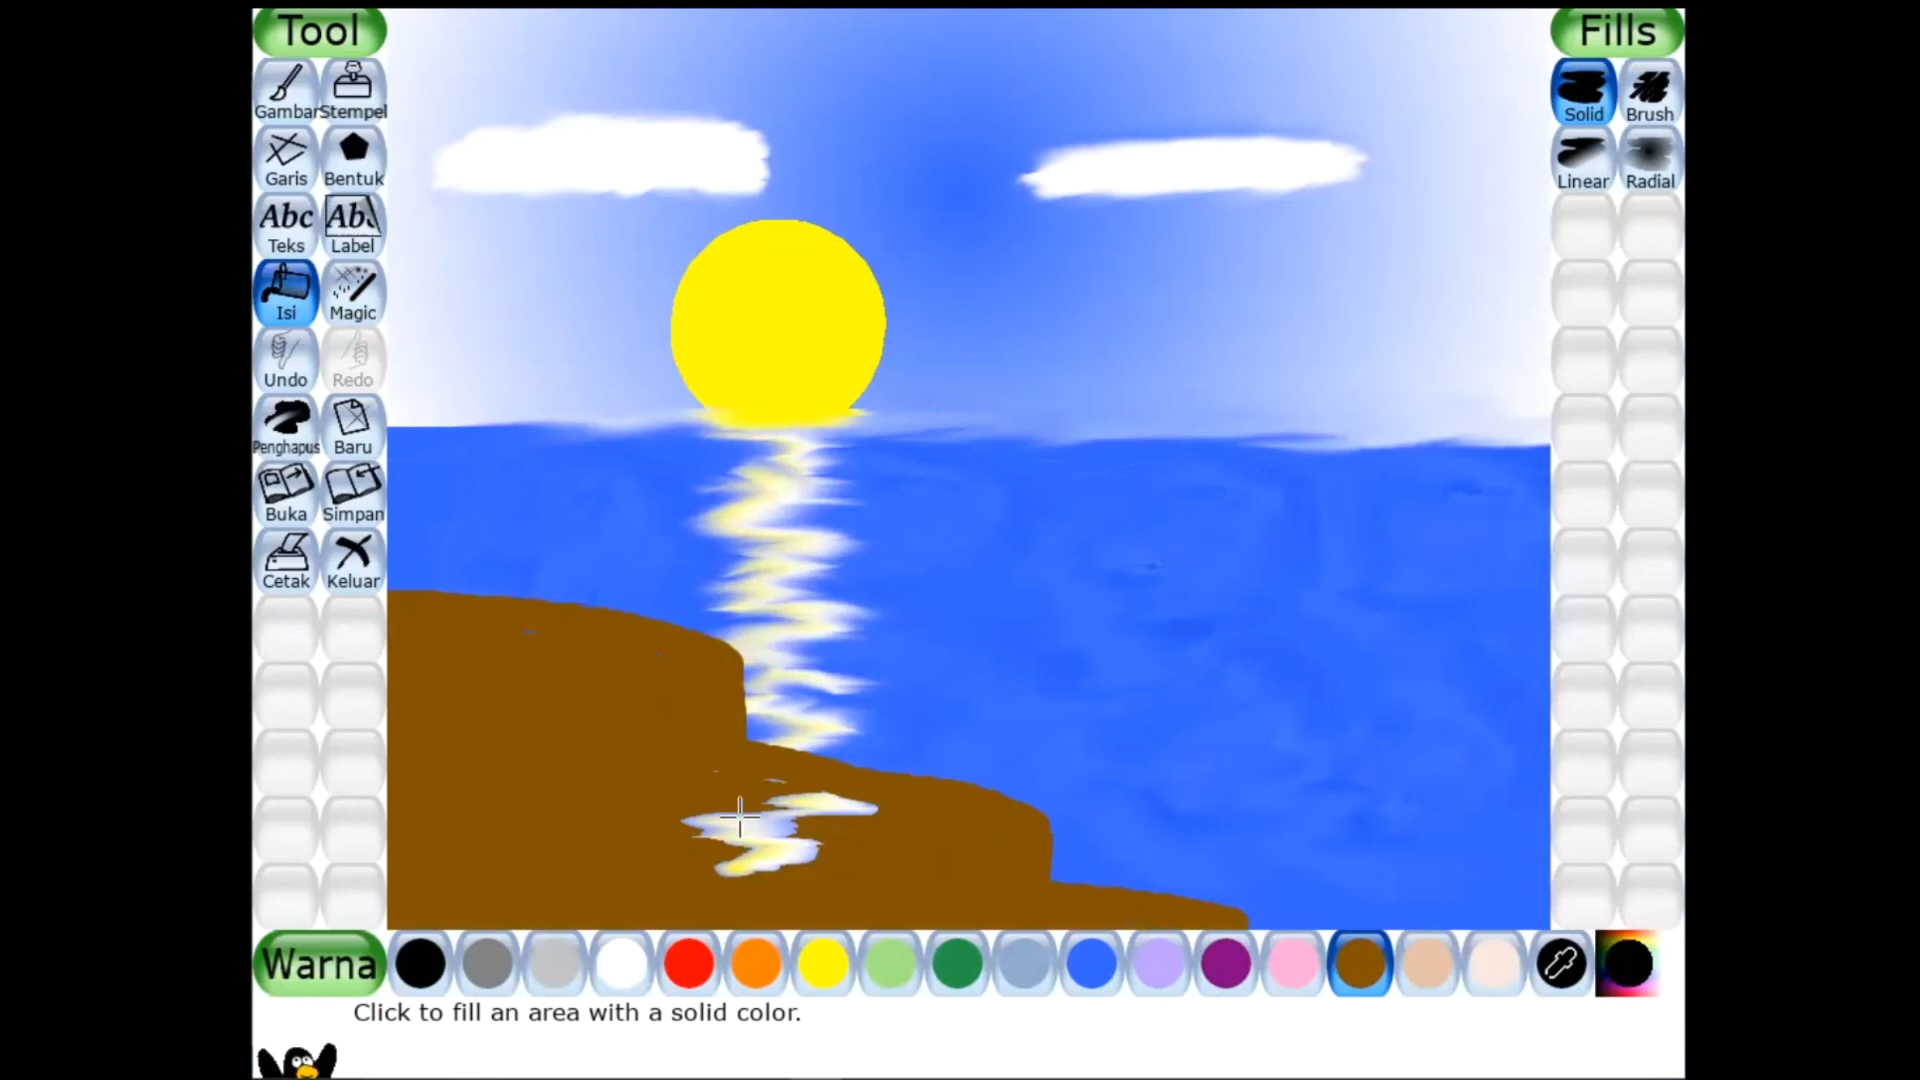 Tool
Fills
Gambar Stempel
Solid Brush
Garis Bentuk
Linear Radial
Abc Abc
Teks Label
Isi Magic
Undo Redo
Penghapus Baru
Buka Simpan
Cetak Keluar
Warna
Click to fill an area with a solid color.